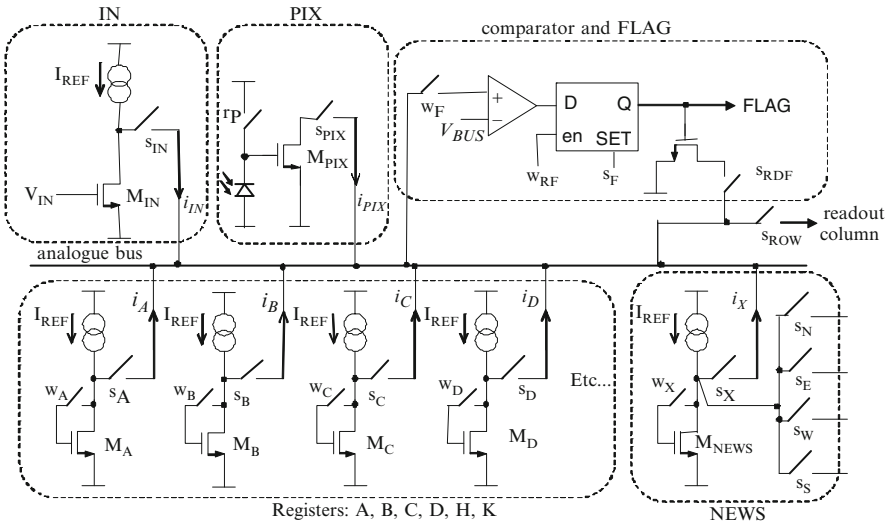 IN
PIX
comparator and FLAG
I_REF
s_IN
V_IN
M_IN
i_IN
rP
s_PIX
M_PIX
i_PIX
w_F
+
−
V_BUS
D
Q
en
SET
w_RF
s_F
FLAG
s_RDF
s_ROW
readout
column
analogue bus
i_A
i_B
i_C
i_D
i_X
I_REF
I_REF
I_REF
I_REF
I_REF
w_A
s_A
w_B
s_B
w_C
s_C
w_D
s_D
Etc...
w_X
s_X
s_N
s_E
s_W
s_S
M_A
M_B
M_C
M_D
M_NEWS
Registers: A, B, C, D, H, K
NEWS